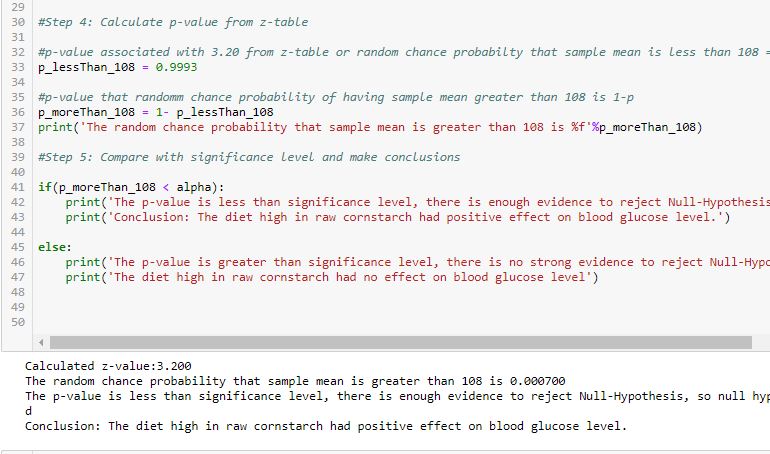 29
30 #Step 4: Calculate p-value from z-table
31
32 #p-value associated with 3.20 from z-table or random chance probabilty that sample mean is less than 108 =
33 p_lessThan_108 = 0.9993
34
35 #p-value that randomm chance probability of having sample mean greater than 108 is 1-p
36 p_moreThan_108 = 1- p_lessThan_108
37 print('The random chance probability that sample mean is greater than 108 is %f'%p_moreThan_108)
38
39 #Step 5: Compare with significance level and make conclusions
40
41 if(p_moreThan_108 < alpha):
42 print('The p-value is less than significance level, there is enough evidence to reject Null-Hypothesis
43 print('Conclusion: The diet high in raw cornstarch had positive effect on blood glucose level.')
44
45 else:
46 print('The p-value is greater than significance level, there is no strong evidence to reject Null-Hypo
47 print('The diet high in raw cornstarch had no effect on blood glucose level')
48
49
50
Calculated z-value:3.200
The random chance probability that sample mean is greater than 108 is 0.000700
The p-value is less than significance level, there is enough evidence to reject Null-Hypothesis, so null hyp
d
Conclusion: The diet high in raw cornstarch had positive effect on blood glucose level.